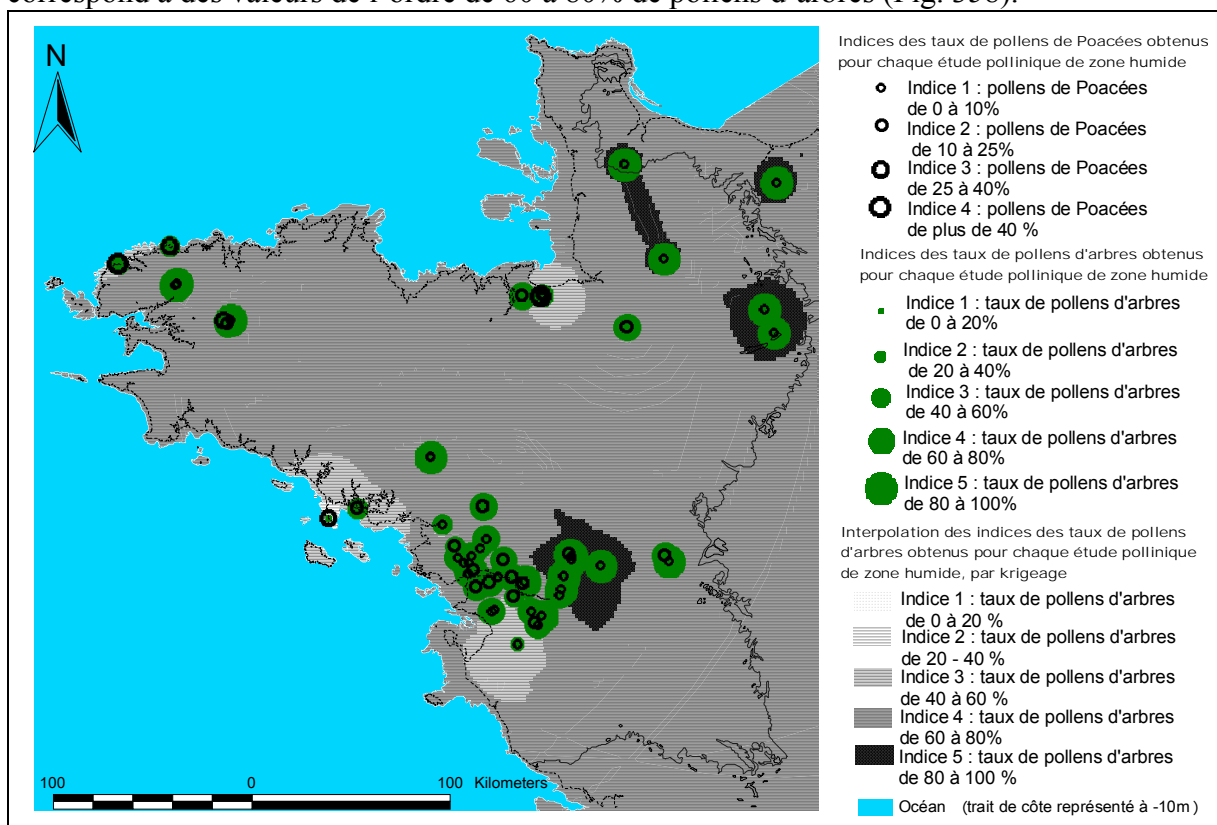 correspond à des valeurs de l'ordre de 60 à 80% de pollens d'arbres (Fig. 338).
N
100 0 100 Kilometers
Indices des taux de pollens de Poacées obtenus
pour chaque étude pollinique de zone humide
Indice 1 : pollens de Poacées
de 0 à 10%
Indice 2 : pollens de Poacées
de 10 à 25%
Indice 3 : pollens de Poacées
de 25 à 40%
Indice 4 : pollens de Poacées
de plus de 40 %
Indices des taux de pollens d'arbres obtenus
pour chaque étude pollinique de zone humide
Indice 1 : taux de pollens d'arbres
de 0 à 20%
Indice 2 : taux de pollens d'arbres
de 20 à 40%
Indice 3 : taux de pollens d'arbres
de 40 à 60%
Indice 4 : taux de pollens d'arbres
de 60 à 80%
Indice 5 : taux de pollens d'arbres
de 80 à 100%
Interpolation des indices des taux de pollens
d'arbres obtenus pour chaque étude pollinique
de zone humide, par krigeage
Indice 1 : taux de pollens d'arbres
de 0 à 20 %
Indice 2 : taux de pollens d'arbres
de 20 - 40 %
Indice 3 : taux de pollens d'arbres
de 40 à 60 %
Indice 4 : taux de pollens d'arbres
de 60 à 80%
Indice 5 : taux de pollens d'arbres
de 80 à 100 %
Océan (trait de côte représenté à -10m )